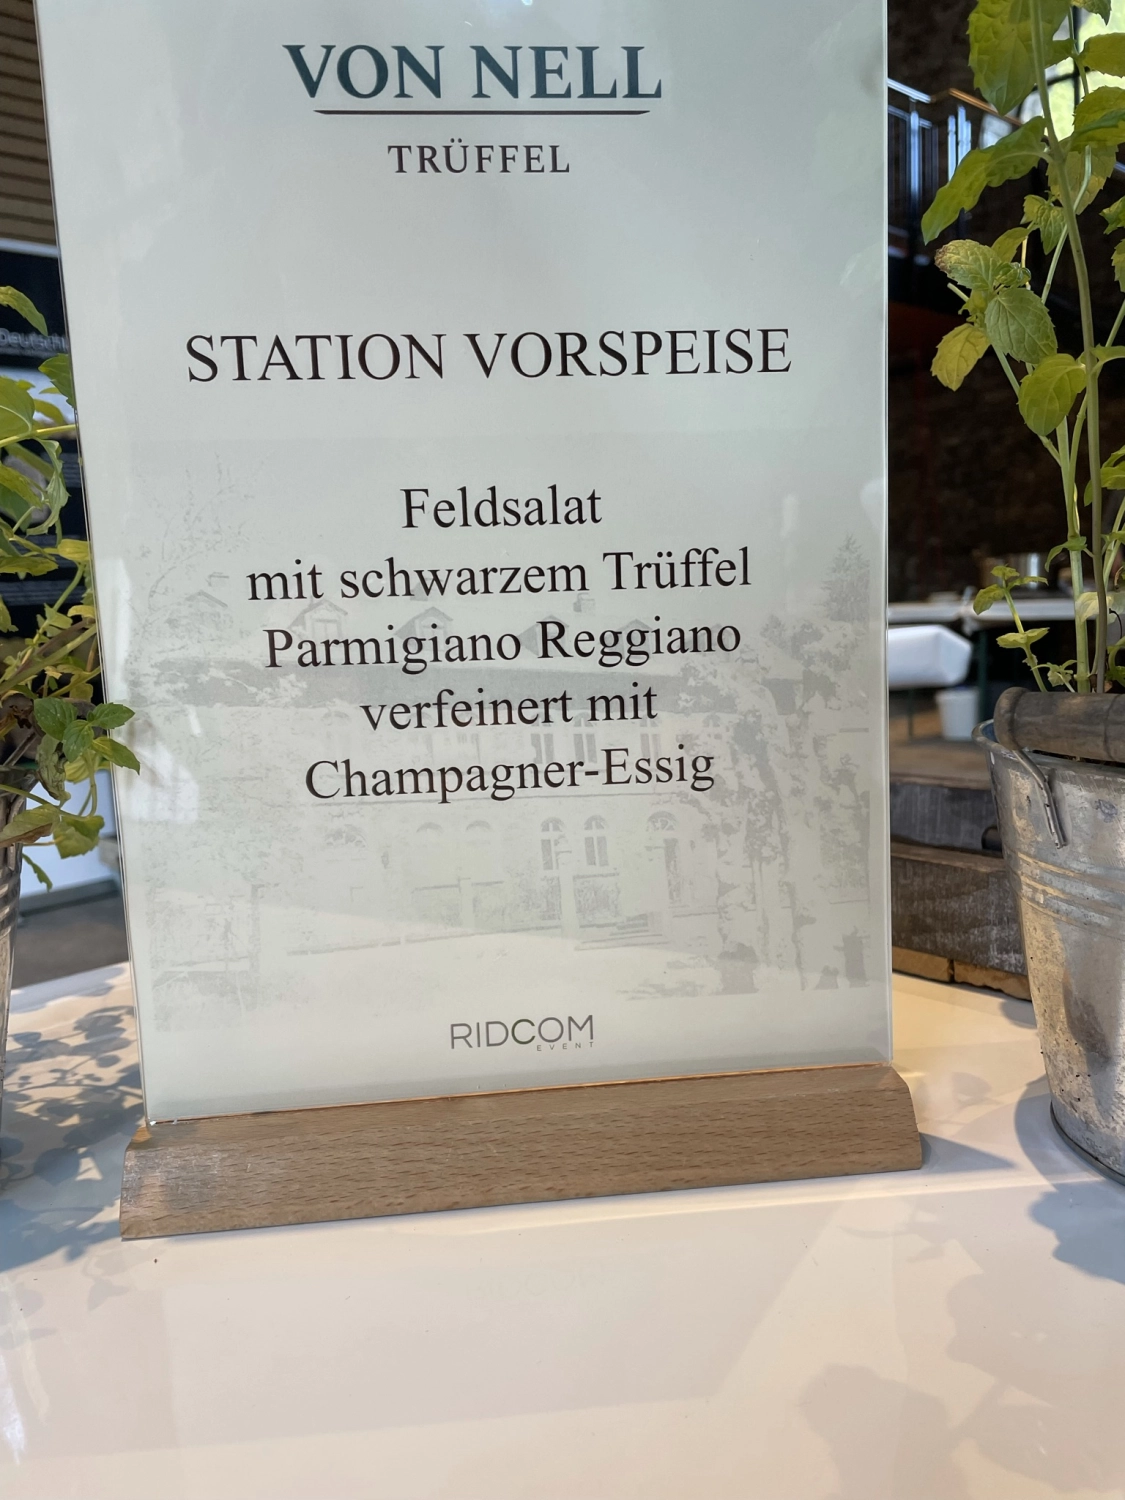 VON NELL
TRÜFFEL
STATION VORSPEISE
Feldsalat
mit schwarzem Trüffel
Parmigiano Reggiano
verfeinert mit
Champagner-Essig
RIDCOM
EVENT